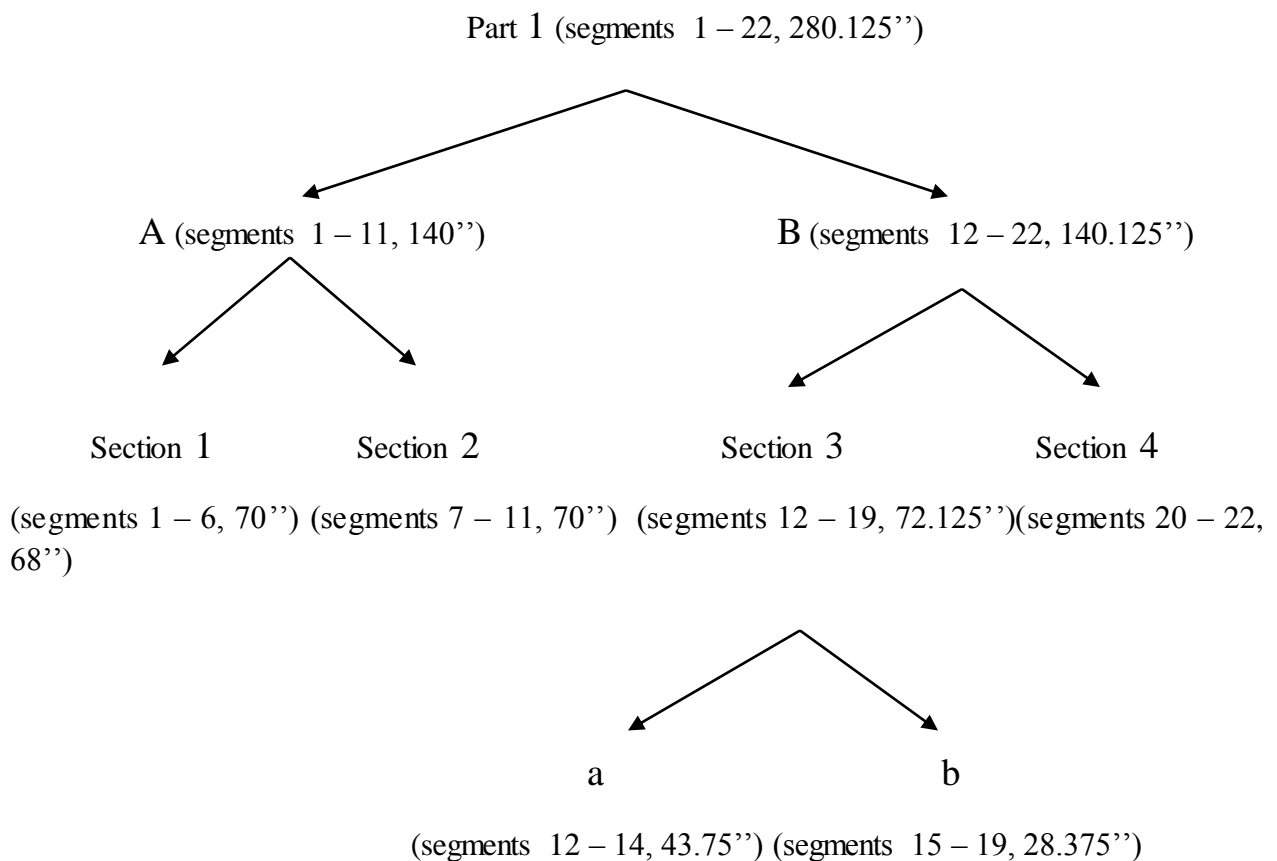 Part 1 (segments 1 – 22, 280.125’’)
A (segments 1 – 11, 140’’)
B (segments 12 – 22, 140.125’’)
Section 1
Section 2
Section 3
Section 4
(segments 1 – 6, 70’’) (segments 7 – 11, 70’’) (segments 12 – 19, 72.125’’)(segments 20 – 22,
68’’)
a
b
(segments 12 – 14, 43.75’’) (segments 15 – 19, 28.375’’)